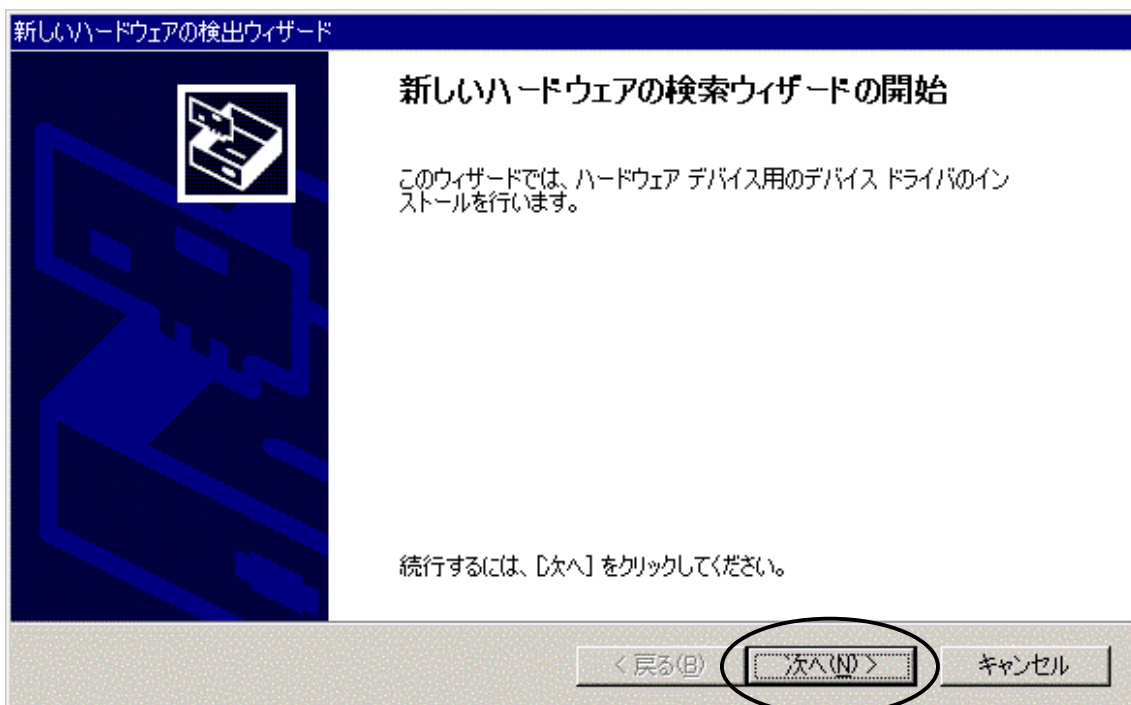 新しいハードウェアの検出ウィザード
新しいハードウェアの検索ウィザードの開始
このウィザードでは、ハードウェア デバイス用のデバイス ドライバのイン
ストールを行います。
続行するには、[次へ] をクリックしてください。
< 戻る(B) 次へ(N) > キャンセル